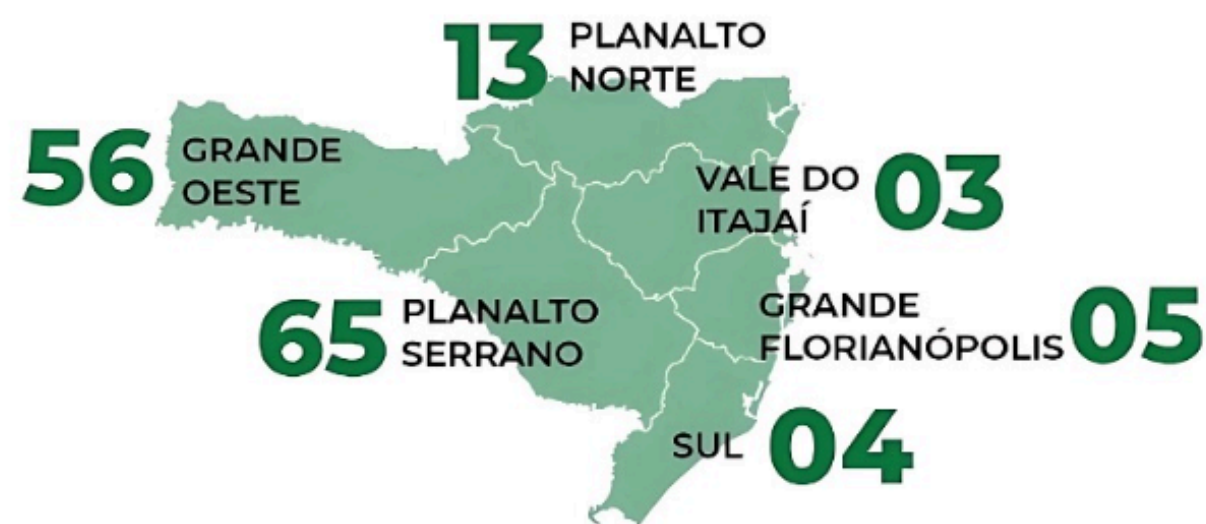 13 PLANALTO
NORTE
56 GRANDE
OESTE
VALE DO
ITAJAÍ 03
65 PLANALTO
SERRANO
GRANDE
FLORIANÓPOLIS 05
SUL 04